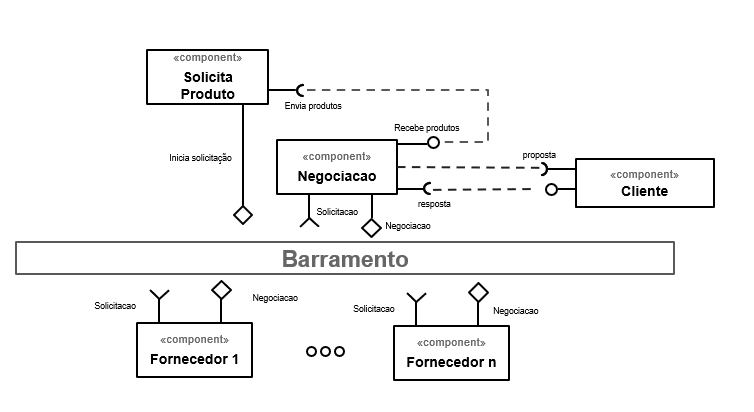 «component»
Solicita
Produto
Envia produtos
Recebe produtos
Inicia solicitação
«component»
Negociacao
proposta
«component»
Cliente
resposta
Solicitacao
Negociacao
Barramento
Solicitacao
Negociacao
Solicitacao
Negociacao
«component»
Fornecedor 1
«component»
Fornecedor n